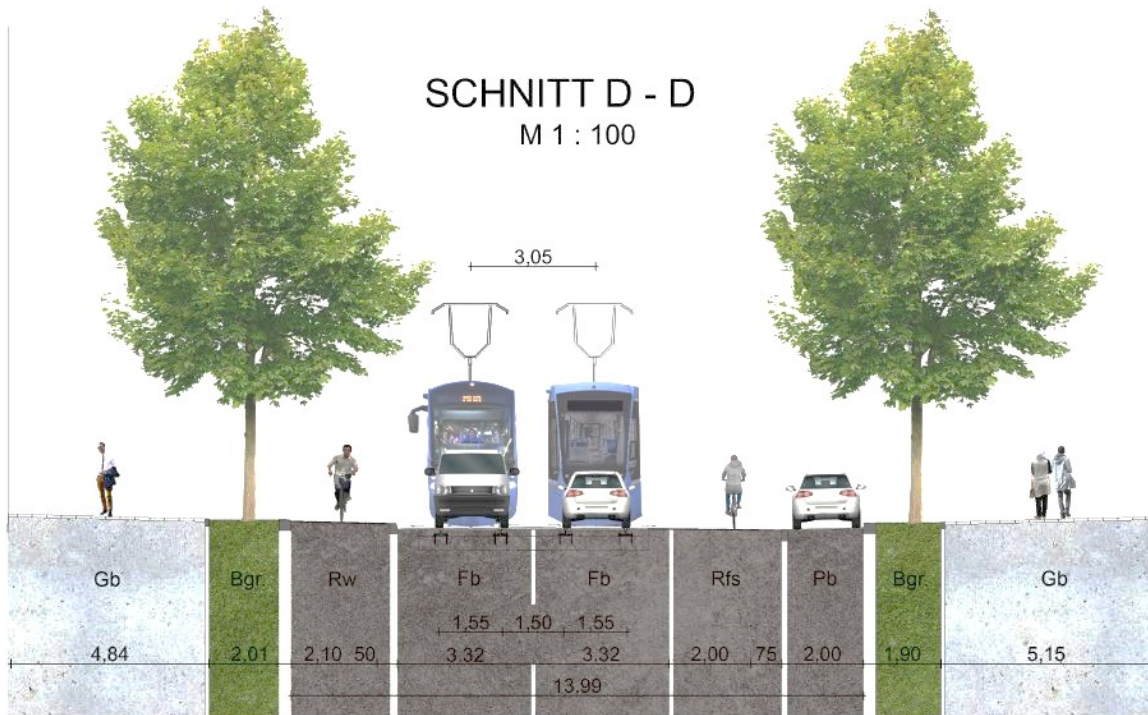 SCHNITT D - D
M 1 : 100
3,05
Gb Bgr. Rw Fb Fb Rfs Pb Bgr. Gb
1,55 1,50 1,55
4,84 2,01 2,10 50 3.32 3.32 2,00 75 2.00 1,90 5,15
13.99